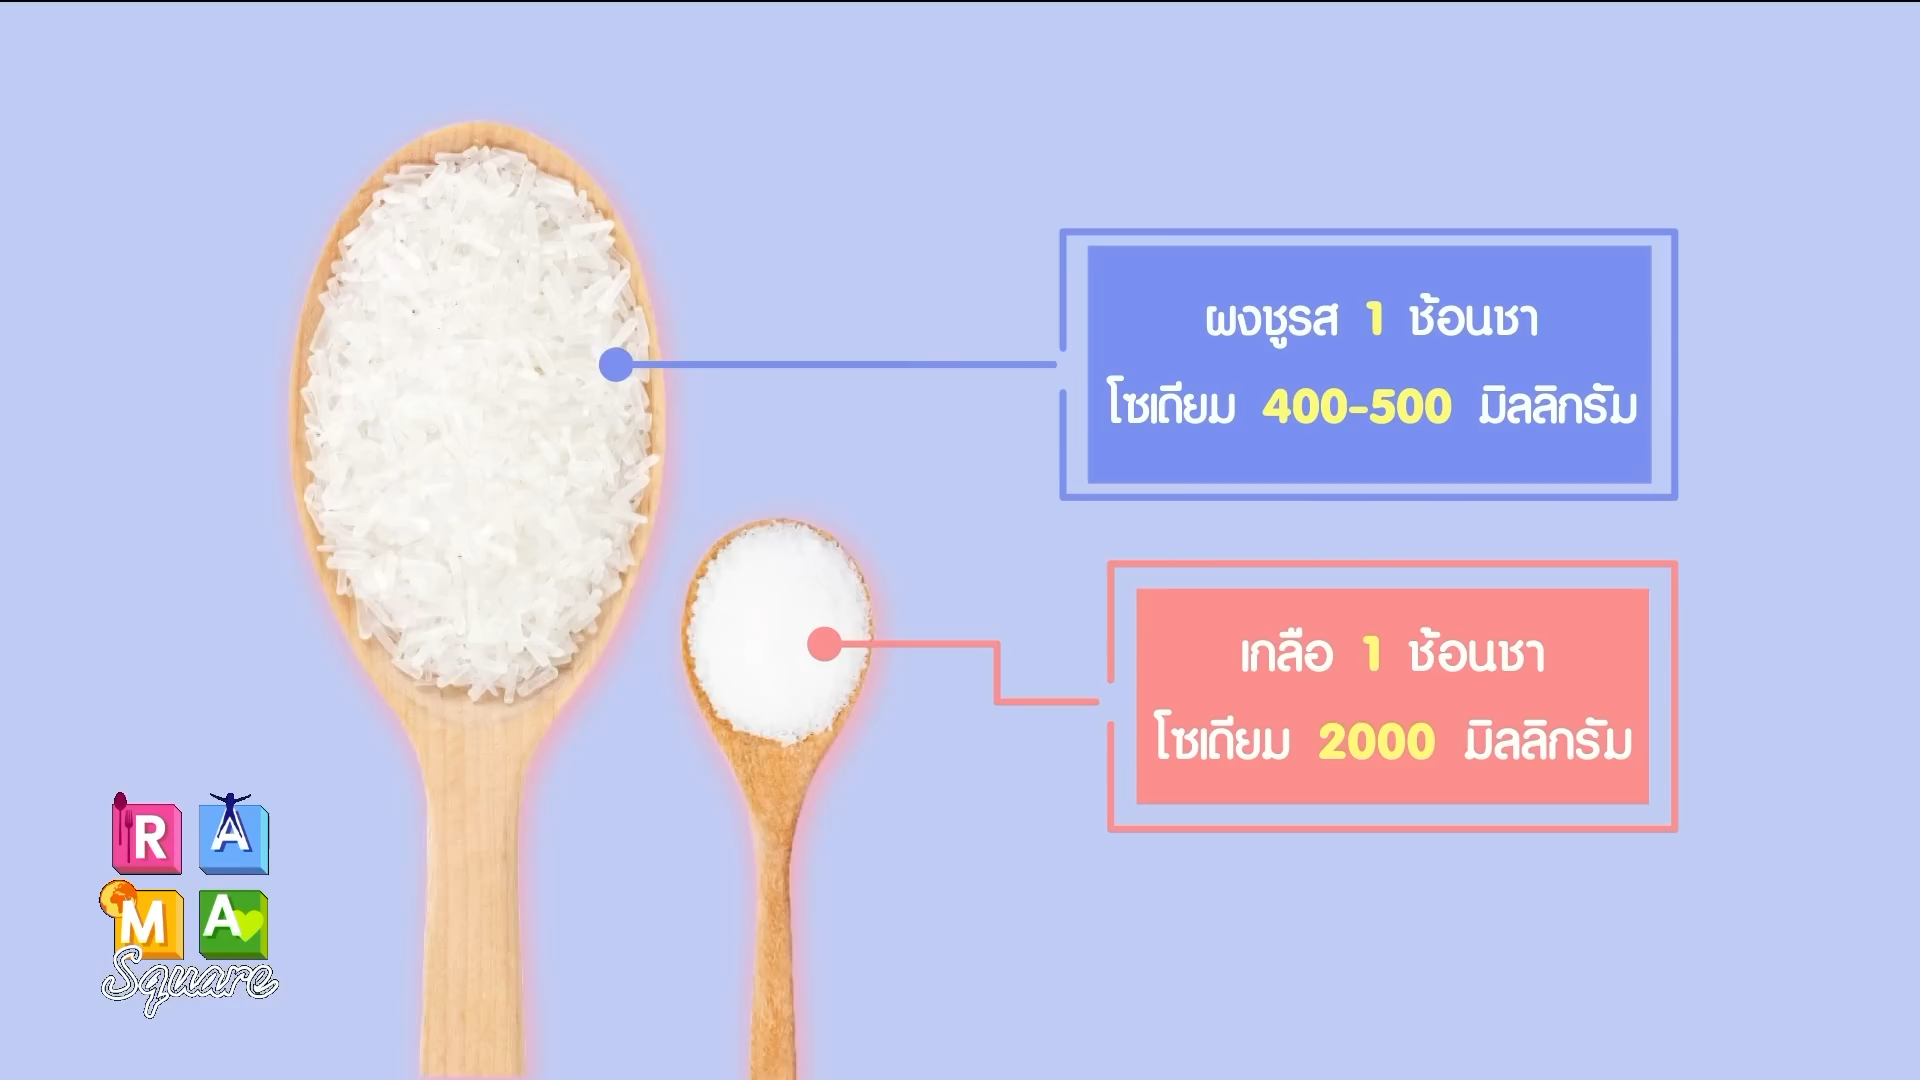 ผงชูรส 1 ช้อนชา
โซเดียม 400-500 มิลลิกรัม
เกลือ 1 ช้อนชา
โซเดียม 2000 มิลลิกรัม
RA
MA
Square